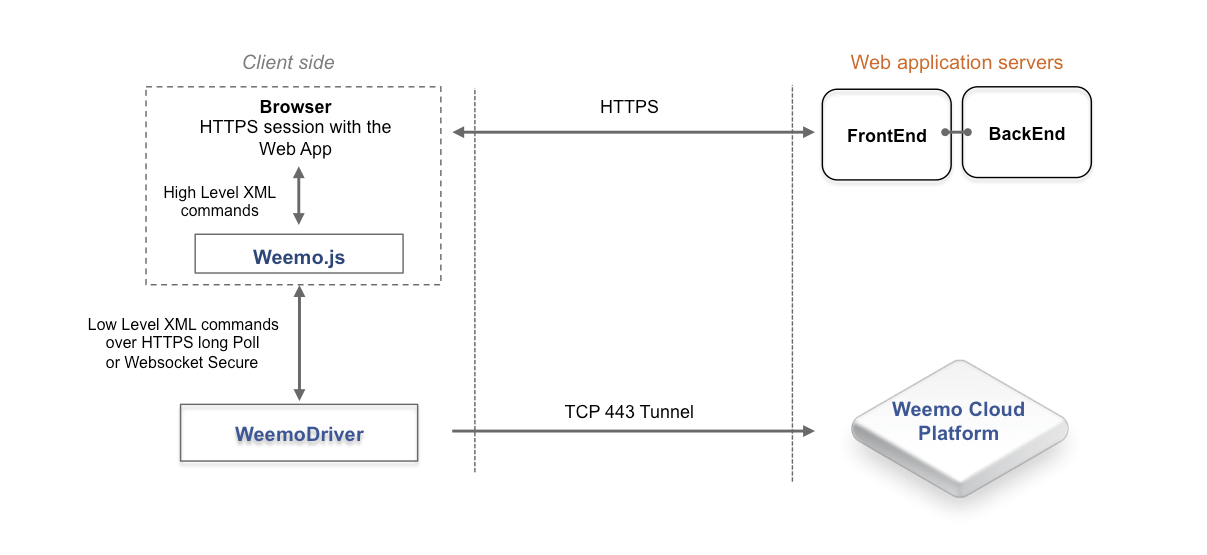 Client side
Web application servers
Browser
HTTPS session with the
Web App
HTTPS
FrontEnd
BackEnd
High Level XML
commands
Weemo.js
Low Level XML commands
over HTTPS long Poll
or Websocket Secure
WeemoDriver
TCP 443 Tunnel
Weemo Cloud
Platform